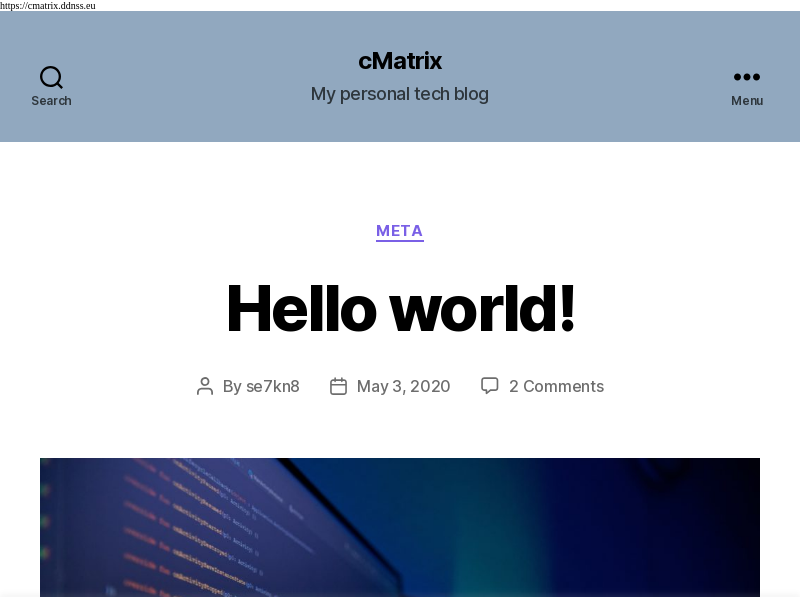 https://cmatrix.ddnss.eu
cMatrix
My personal tech blog
Search
Menu
META
Hello world!
By se7kn8 May 3, 2020 2 Comments